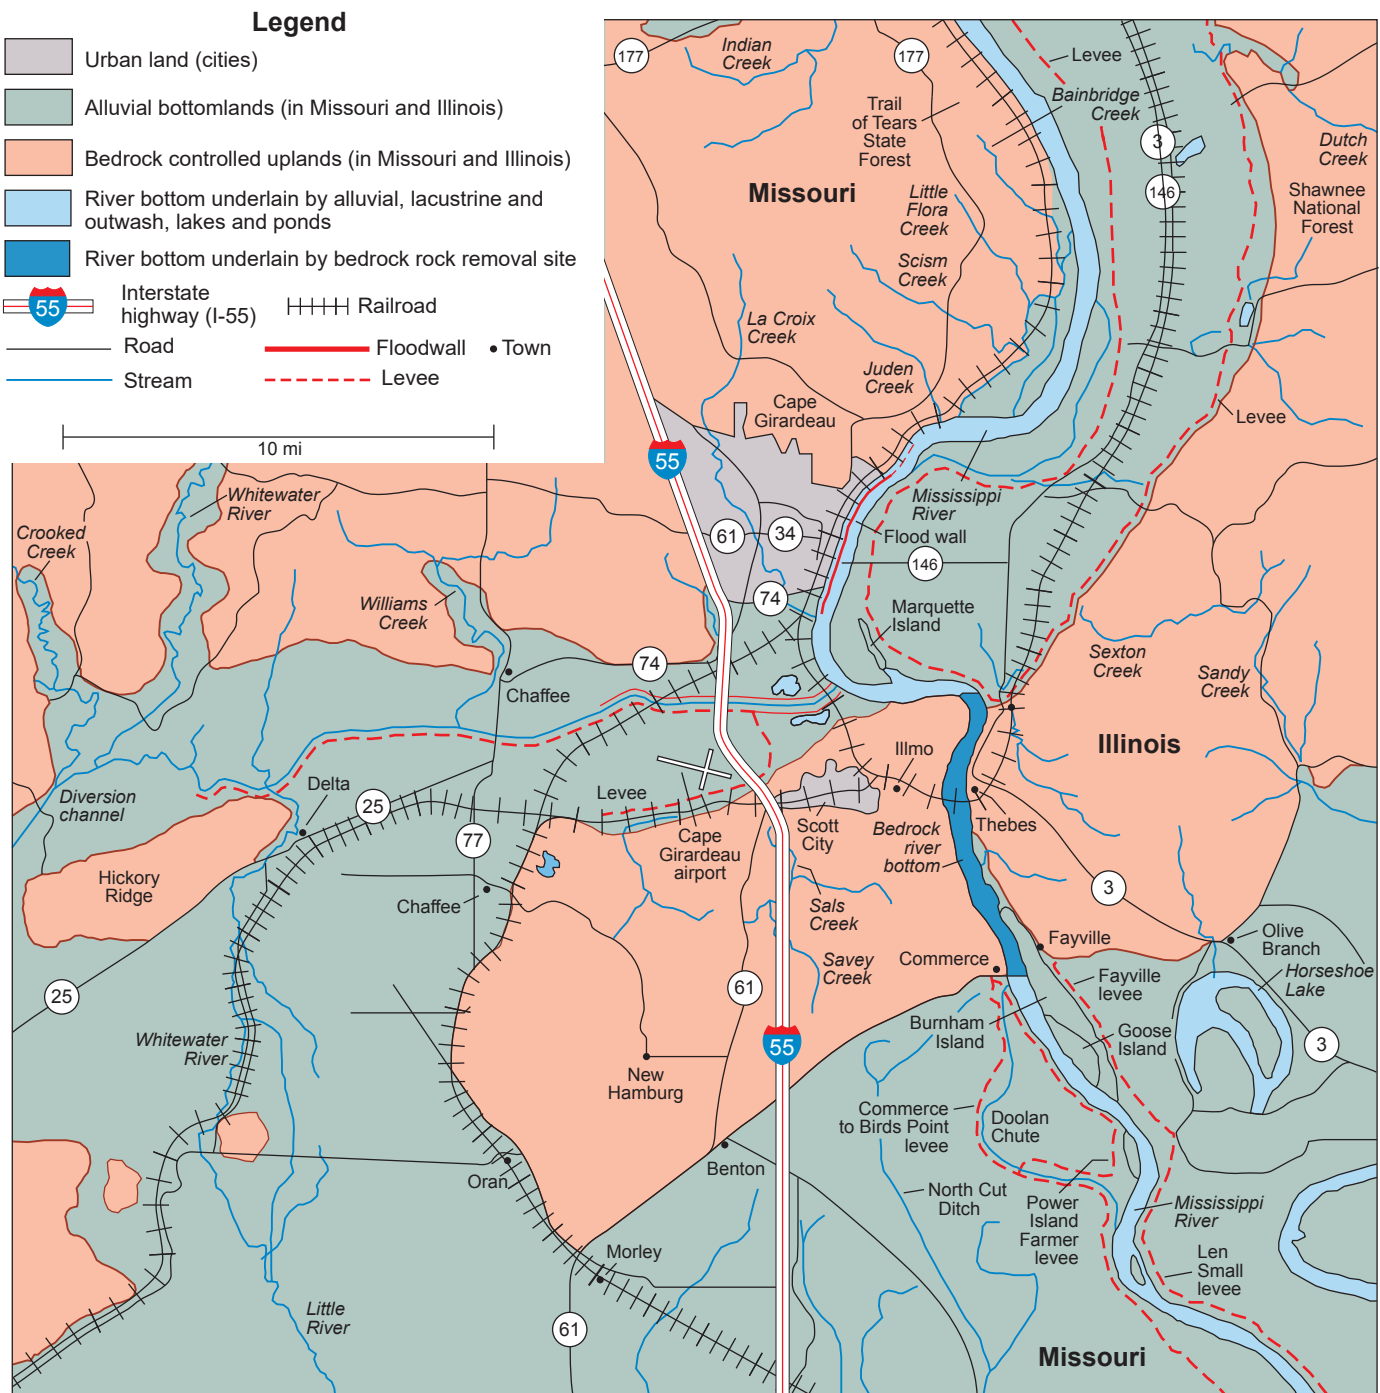 Legend
Urban land (cities)
Alluvial bottomlands (in Missouri and Illinois)
Bedrock controlled uplands (in Missouri and Illinois)
River bottom underlain by alluvial, lacustrine and
outwash, lakes and ponds
River bottom underlain by bedrock rock removal site
55
Interstate
highway (I-55)
Railroad
Road
Floodwall
Town
Stream
Levee
10 mi
177
Indian
Creek
177
Levee
Bainbridge
Creek
Trail
of Tears
State
Forest
3
Dutch
Creek
Missouri
146
Shawnee
National
Forest
Little
Flora
Creek
Scism
Creek
La Croix
Creek
Juden
Creek
Cape
Girardeau
Levee
55
Whitewater
River
Mississippi
River
Crooked
Creek
61
34
Flood wall
146
Williams
Creek
74
Marquette
Island
Sexton
Creek
Sandy
Creek
74
Chaffee
Illmo
Illinois
Delta
25
Diversion
channel
Levee
77
Cape
Girardeau
airport
Scott
City
Bedrock
river
bottom
Thebes
Hickory
Ridge
Chaffee
3
Sals
Creek
Fayville
Olive
Branch
Commerce
Savey
Creek
Fayville
levee
Horseshoe
Lake
25
61
Burnham
Island
Goose
Island
3
Whitewater
River
55
New
Hamburg
Commerce
to Birds Point
levee
Doolan
Chute
Benton
Oran
North Cut
Ditch
Power
Island
Farmer
levee
Mississippi
River
Morley
Len
Small
levee
Little
River
61
Missouri